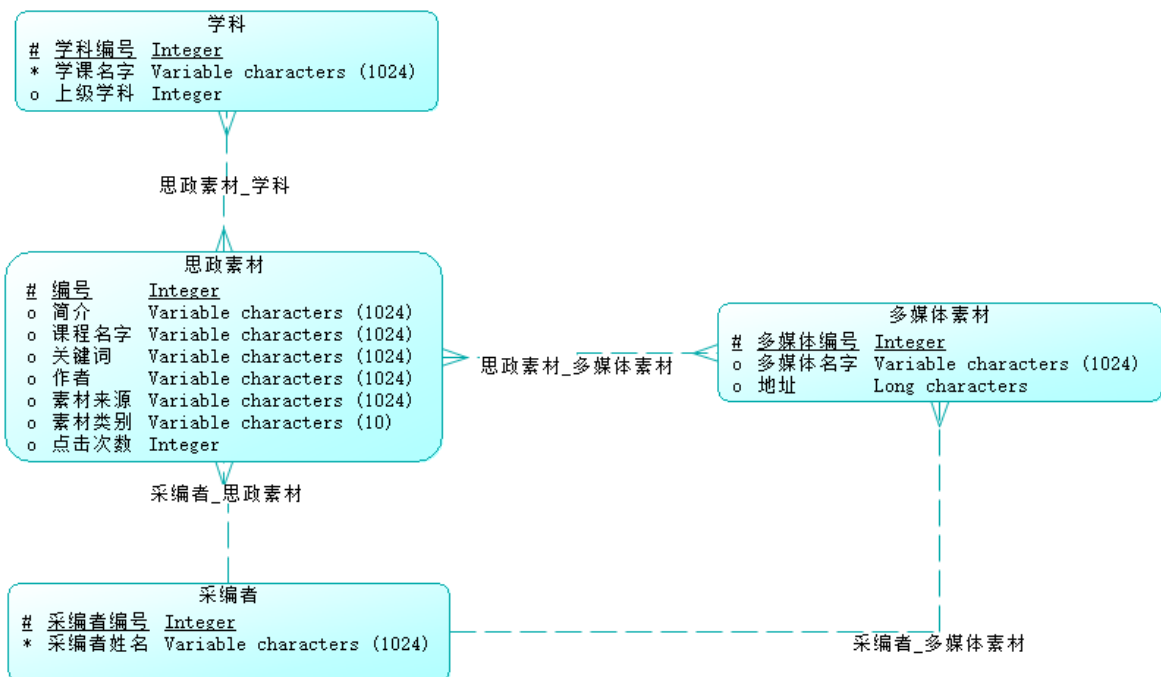 学科
# 学科编号 Integer
* 学课名字 Variable characters (1024)
o 上级学科 Integer
思政素材_学科
思政素材
# 编号 Integer
o 简介 Variable characters (1024)
o 课程名字 Variable characters (1024)
o 关键词 Variable characters (1024)
o 作者 Variable characters (1024)
o 素材来源 Variable characters (1024)
o 素材类别 Variable characters (10)
o 点击次数 Integer
思政素材_多媒体素材
多媒体素材
# 多媒体编号 Integer
o 多媒体名字 Variable characters (1024)
o 地址 Long characters
采编者_思政素材
采编者
# 采编者编号 Integer
* 采编者姓名 Variable characters (1024)
采编者_多媒体素材